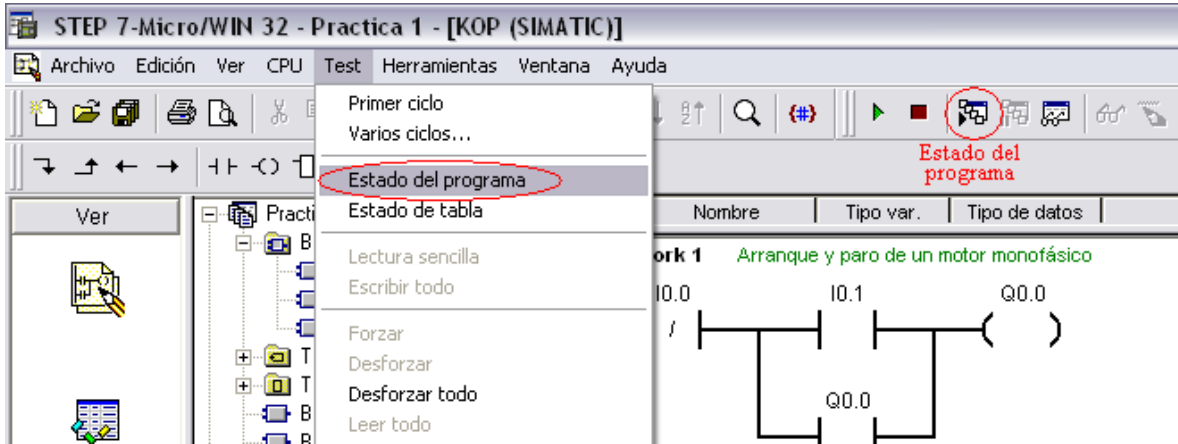 STEP 7-Micro/WIN 32 - Practica 1 - [KOP (SIMATIC)]
Archivo Edición Ver CPU Test Herramientas Ventana Ayuda
Primer ciclo
Varios ciclos...
Estado del programa
Estado de tabla
Lectura sencilla
Escribir todo
Forzar
Desforzar
Desforzar todo
Leer todo
{#}
Estado del
programa
Ver
Practi
B
T
T
B
B
Nombre Tipo var. Tipo de datos
ork 1 Arranque y paro de un motor monofásico
I0.0 I0.1 Q0.0
/
Q0.0